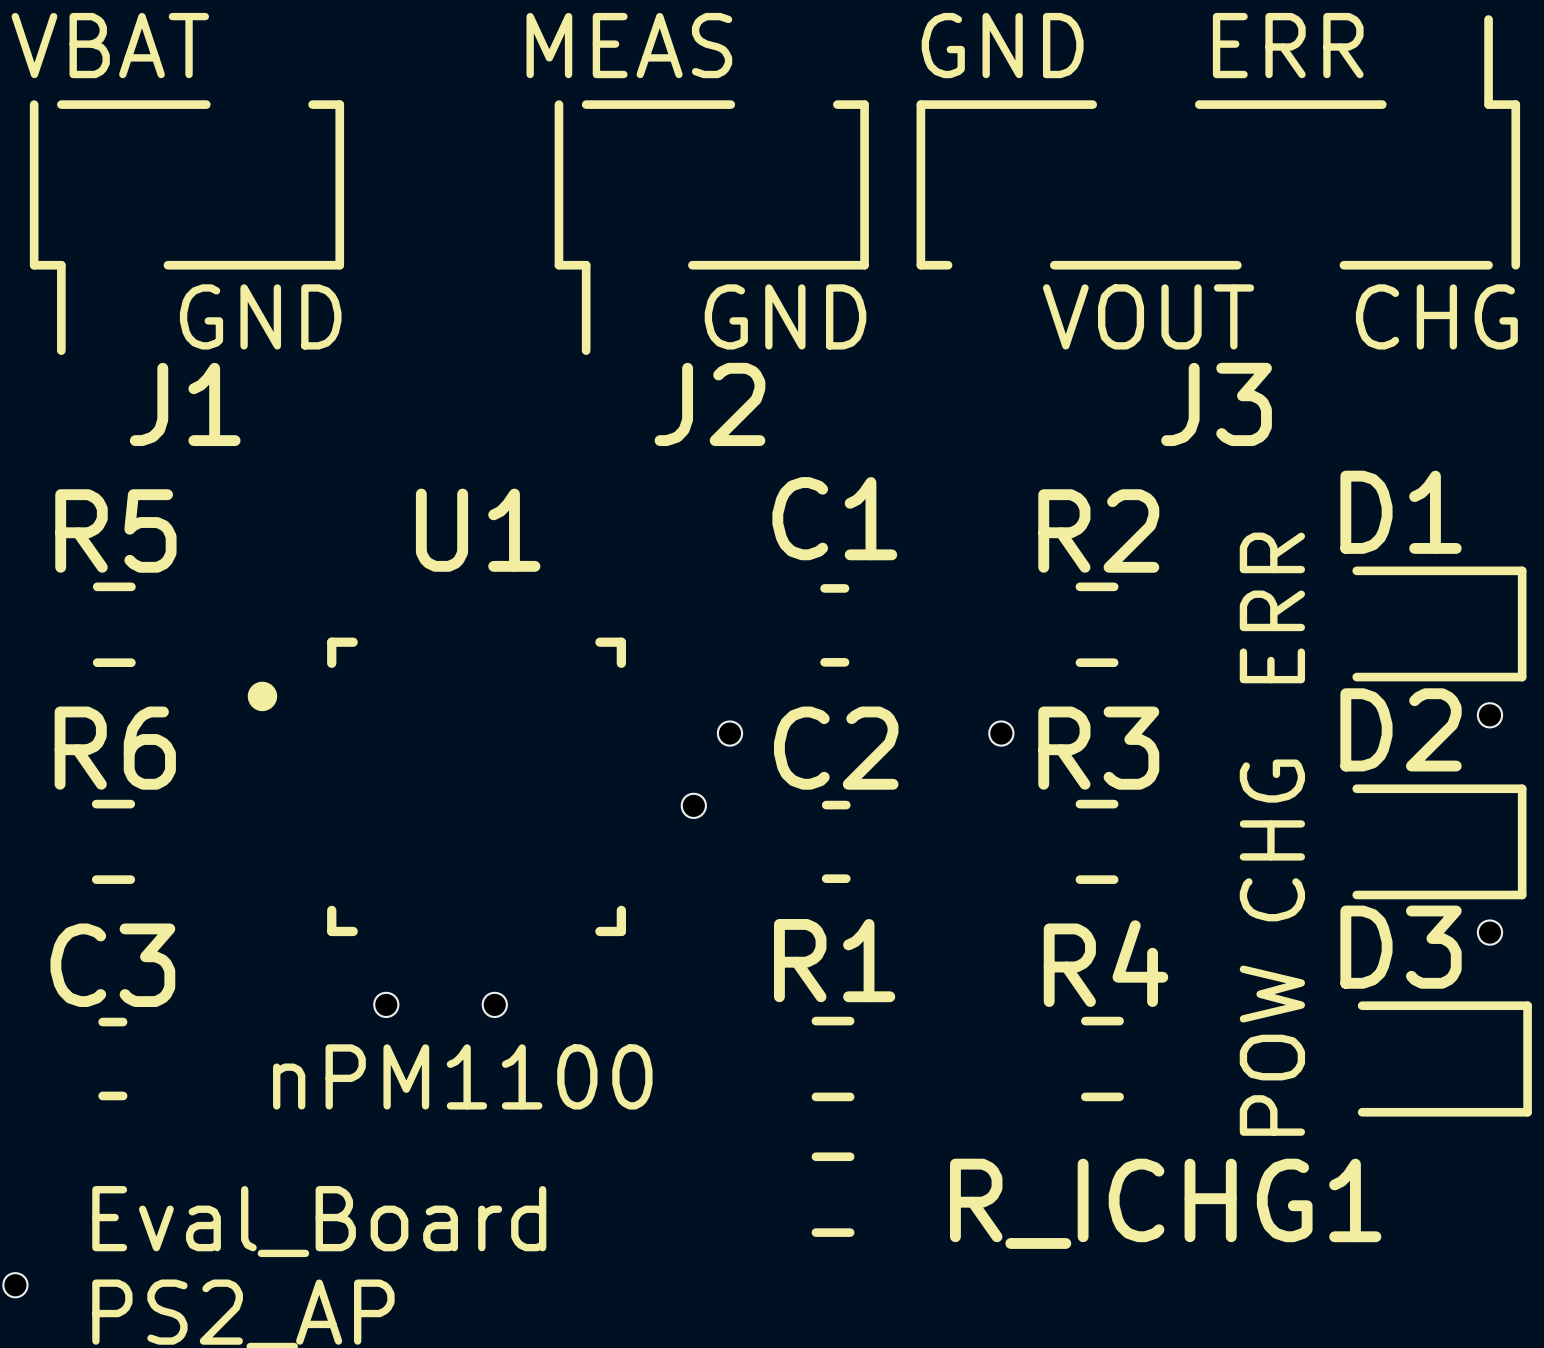 VBAT MEAS GND ERR
GND GND VOUT CHG
J1 J2 J3
R5 U1 C1 R2 D1
R6 C2 R3 D2
C3 R1 R4 D3
POW CHG ERR
nPM1100
R_ICHG1
Eval_Board
PS2_AP